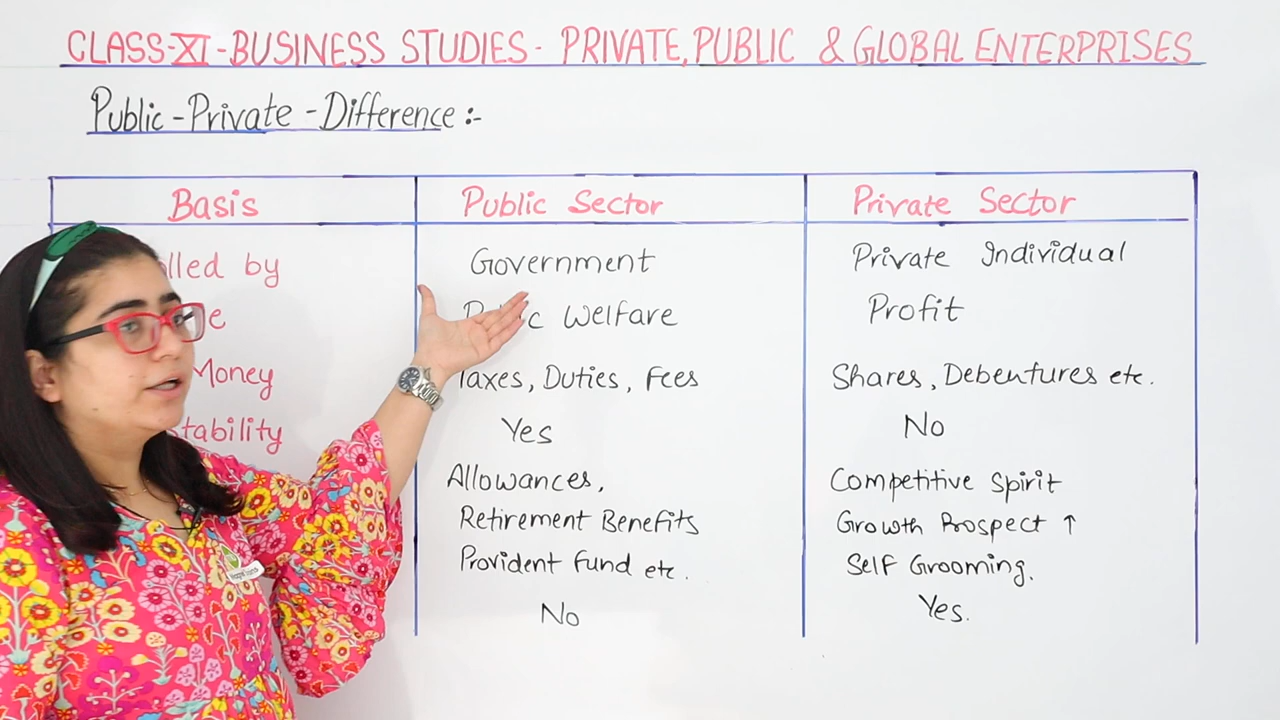 CLASS-XI-BUSINESS STUDIES - PRIVATE, PUBLIC & GLOBAL ENTERPRISES
Public-Private-Difference :-
Basis Public Sector Private Sector
lled by Government Private Individual
e c Welfare Profit
Money Taxes, Duties, Fees Shares, Debentures etc.
tability Yes No
Allowances, Competitive Spirit
Retirement Benefits Growth Prospect ↑
Provident Fund etc. Self Grooming.
No Yes.